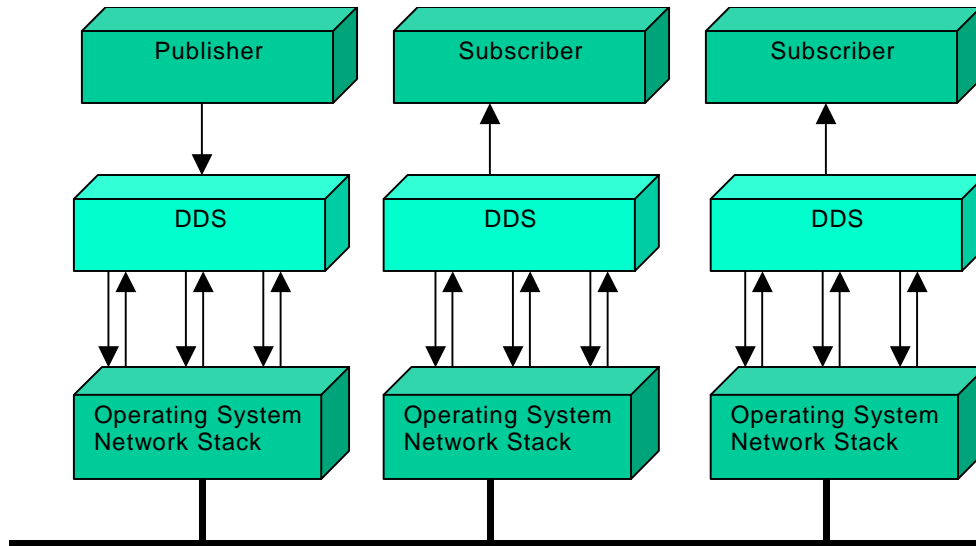 Publisher
Subscriber
Subscriber
DDS
DDS
DDS
Operating System
Network Stack
Operating System
Network Stack
Operating System
Network Stack